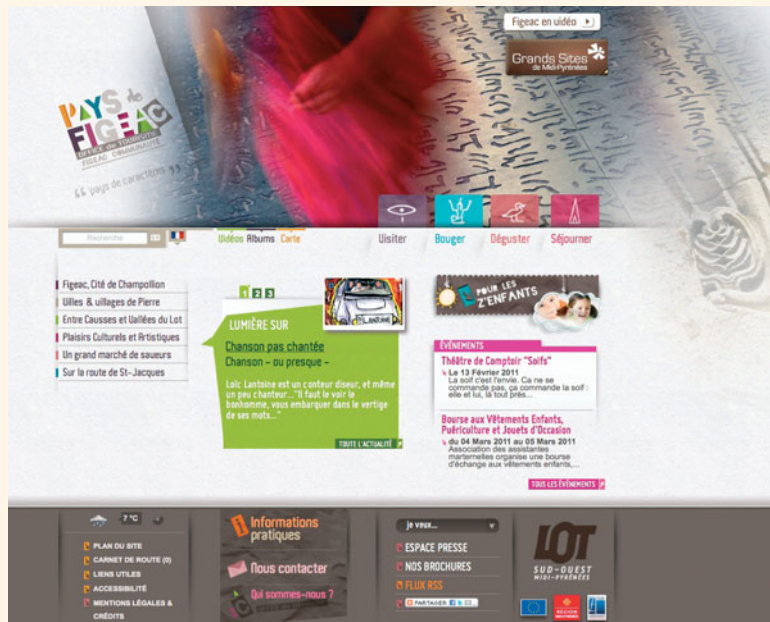 Figeac en vidéo
Grands Sites
de Midi-Pyrénées
PAYS de
FIGEAC
OFFICE de TOURISME
FIGEAC COMMUNAUTÉ
pays de caractères
Recherche
OK
Vidéos Albums Carte
Visiter Bouger Déguster Séjourner
Figeac, Cité de Champollion
Villes & villages de Pierre
Entre Causses et Vallées du Lot
Plaisirs Culturels et Artistiques
Un grand marché de saveurs
Sur la route de St-Jacques
1 2 3
LUMIÈRE SUR
Chanson pas chantée
Chanson – ou presque –
Loïc Lantoine est un conteur diseur, et même
un peu chanteur..."Il faut le voir le
bonhomme, vous embarquer dans le vertige
de ses mots..."
TOUTE L'ACTUALITÉ
POUR LES
Z'ENFANTS
ÉVÉNEMENTS
Théâtre de Comptoir "Soifs"
Le 13 Février 2011
La soif c'est l'envie. Ca ne se
commande pas, ça commande la soif :
elle et lui, là tout près...
Bourse aux Vêtements Enfants,
Puériculture et Jouets d'Occasion
du 04 Mars 2011 au 05 Mars 2011
Association des assistantes
marternelles organise une bourse
d'échange aux vêtements enfants,...
TOUS LES ÉVÉNEMENTS
7 °C
PLAN DU SITE
CARNET DE ROUTE (0)
LIENS UTILES
ACCESSIBILITÉ
MENTIONS LÉGALES &
CRÉDITS
Informations
pratiques
Nous contacter
Qui sommes-nous ?
je veux...
ESPACE PRESSE
NOS BROCHURES
FLUX RSS
PARTAGER
LOT
SUD-OUEST
MIDI-PYRÉNÉES